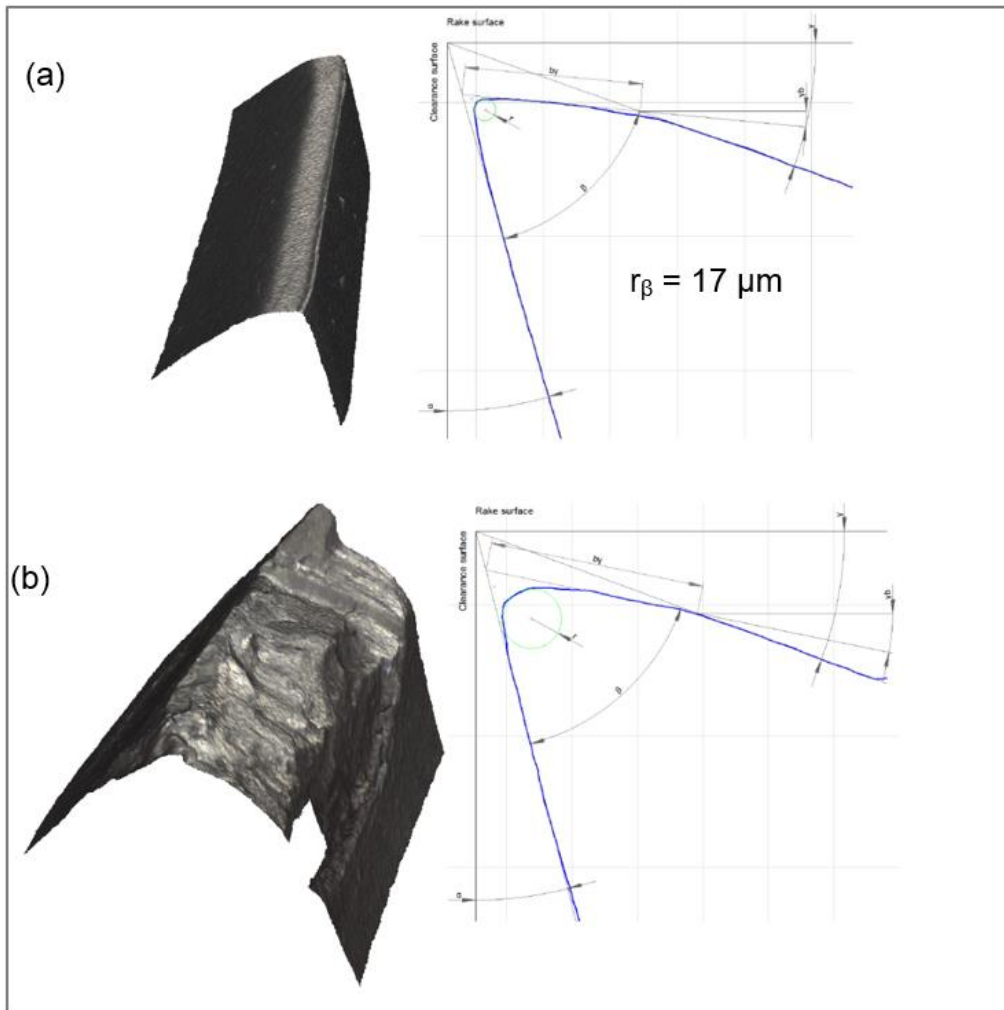 (a)
Rake surface
Clearance surface
bγ
γ
γb
r
β
α
rᵦ = 17 µm
(b)
Rake surface
Clearance surface
bγ
γ
γb
r
β
α